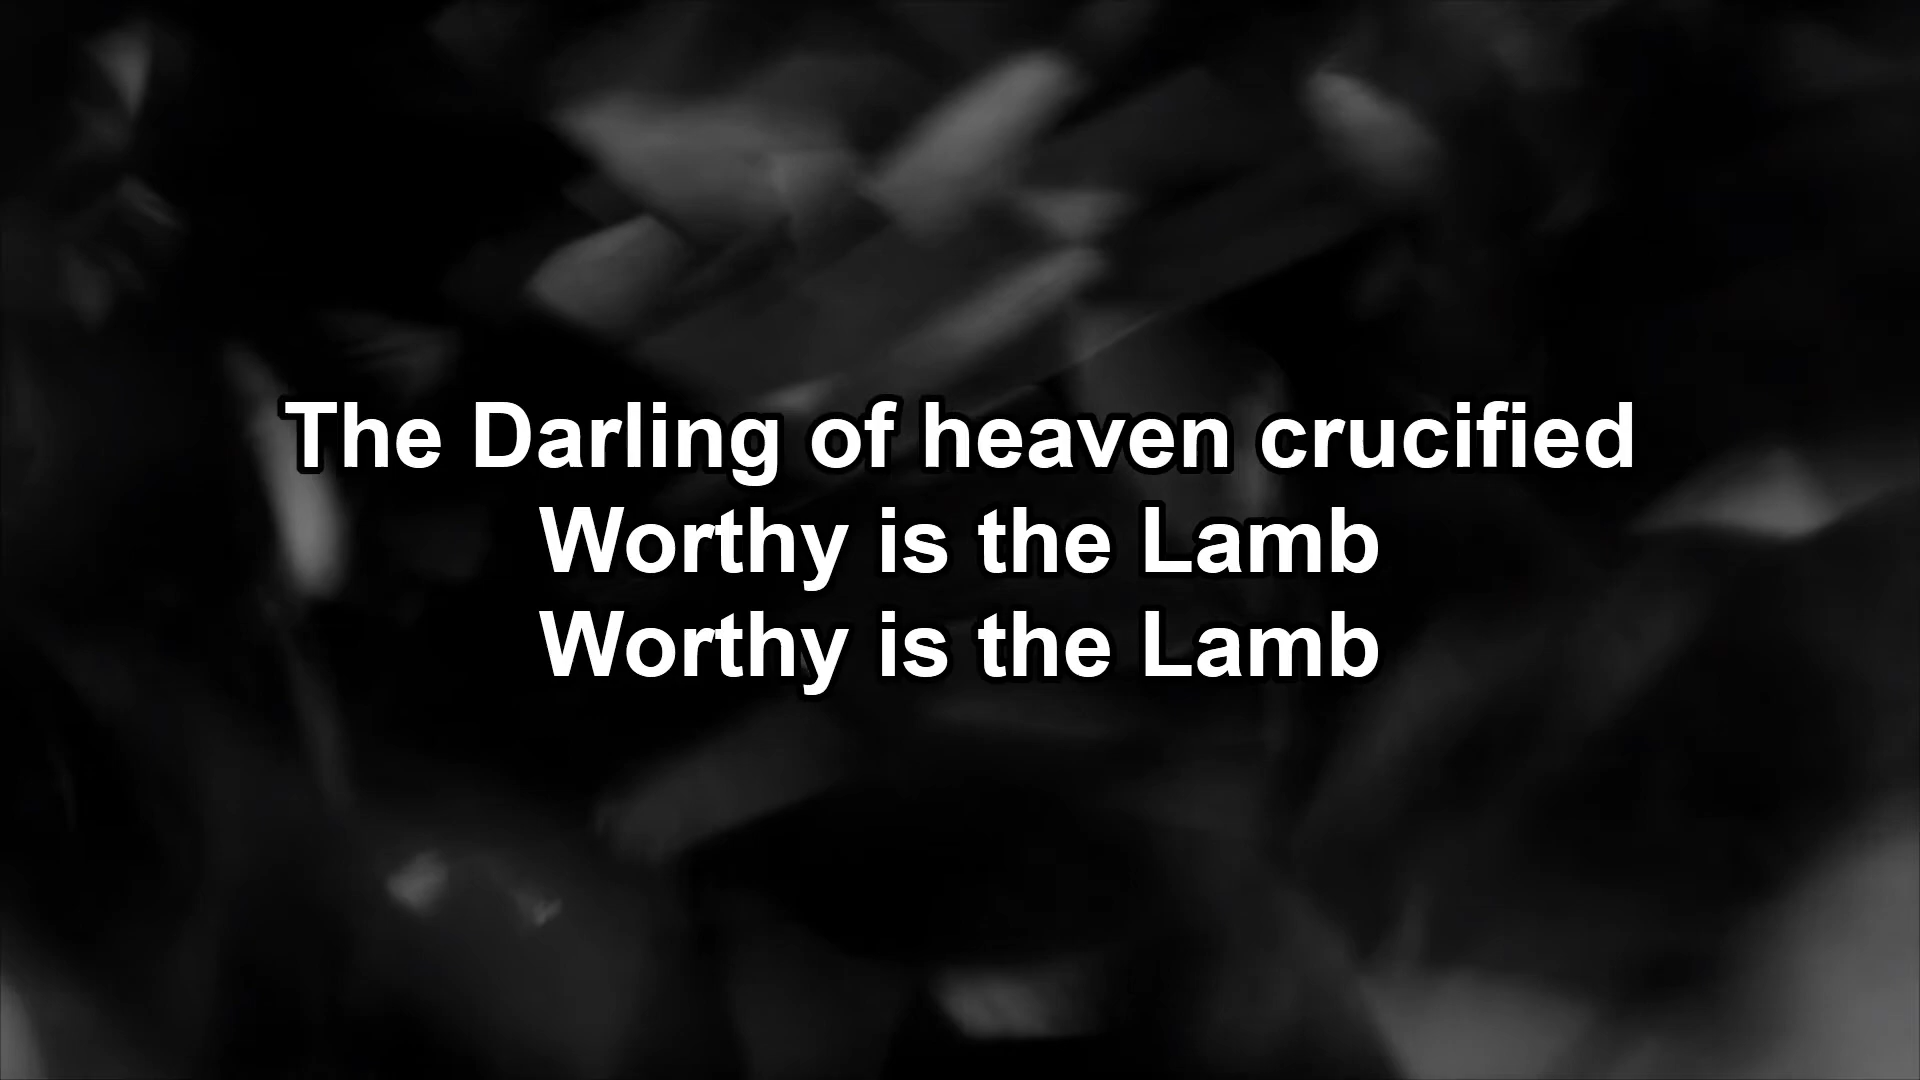 The Darling of heaven crucified
Worthy is the Lamb
Worthy is the Lamb